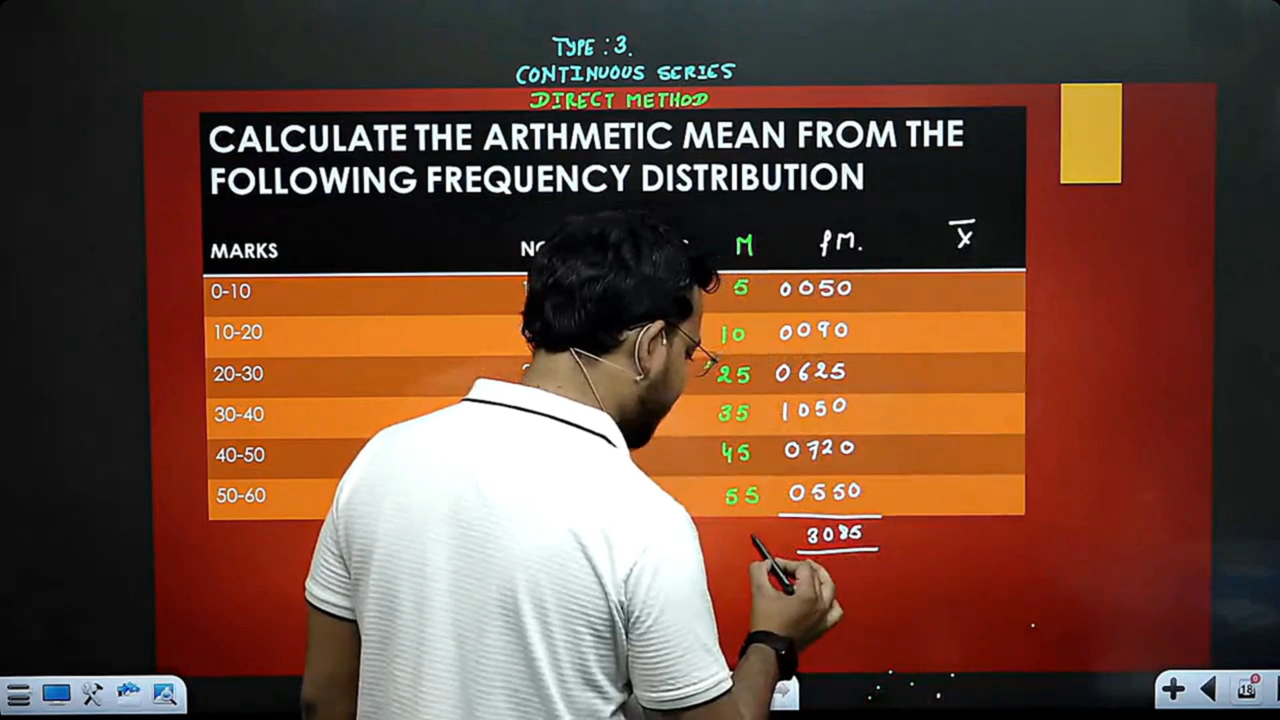 TYPE : 3.
CONTINUOUS SERIES
DIRECT METHOD
CALCULATE THE ARTHMETIC MEAN FROM THE
FOLLOWING FREQUENCY DISTRIBUTION
MARKS M fM. X̅
0-10 5 0050
10-20 10 0090
20-30 25 0625
30-40 35 1050
40-50 45 0720
50-60 55 0550
3085
18